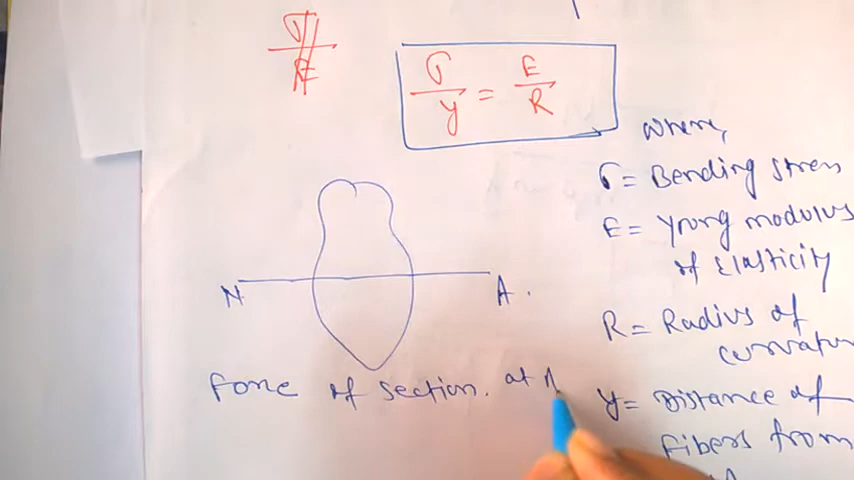 σ/y = E/R
where,
σ = Bending stress
E = Young modulus
of Elasticity
R = Radius of
curvature
N A.
force of section. at
y = Distance of
fibers from